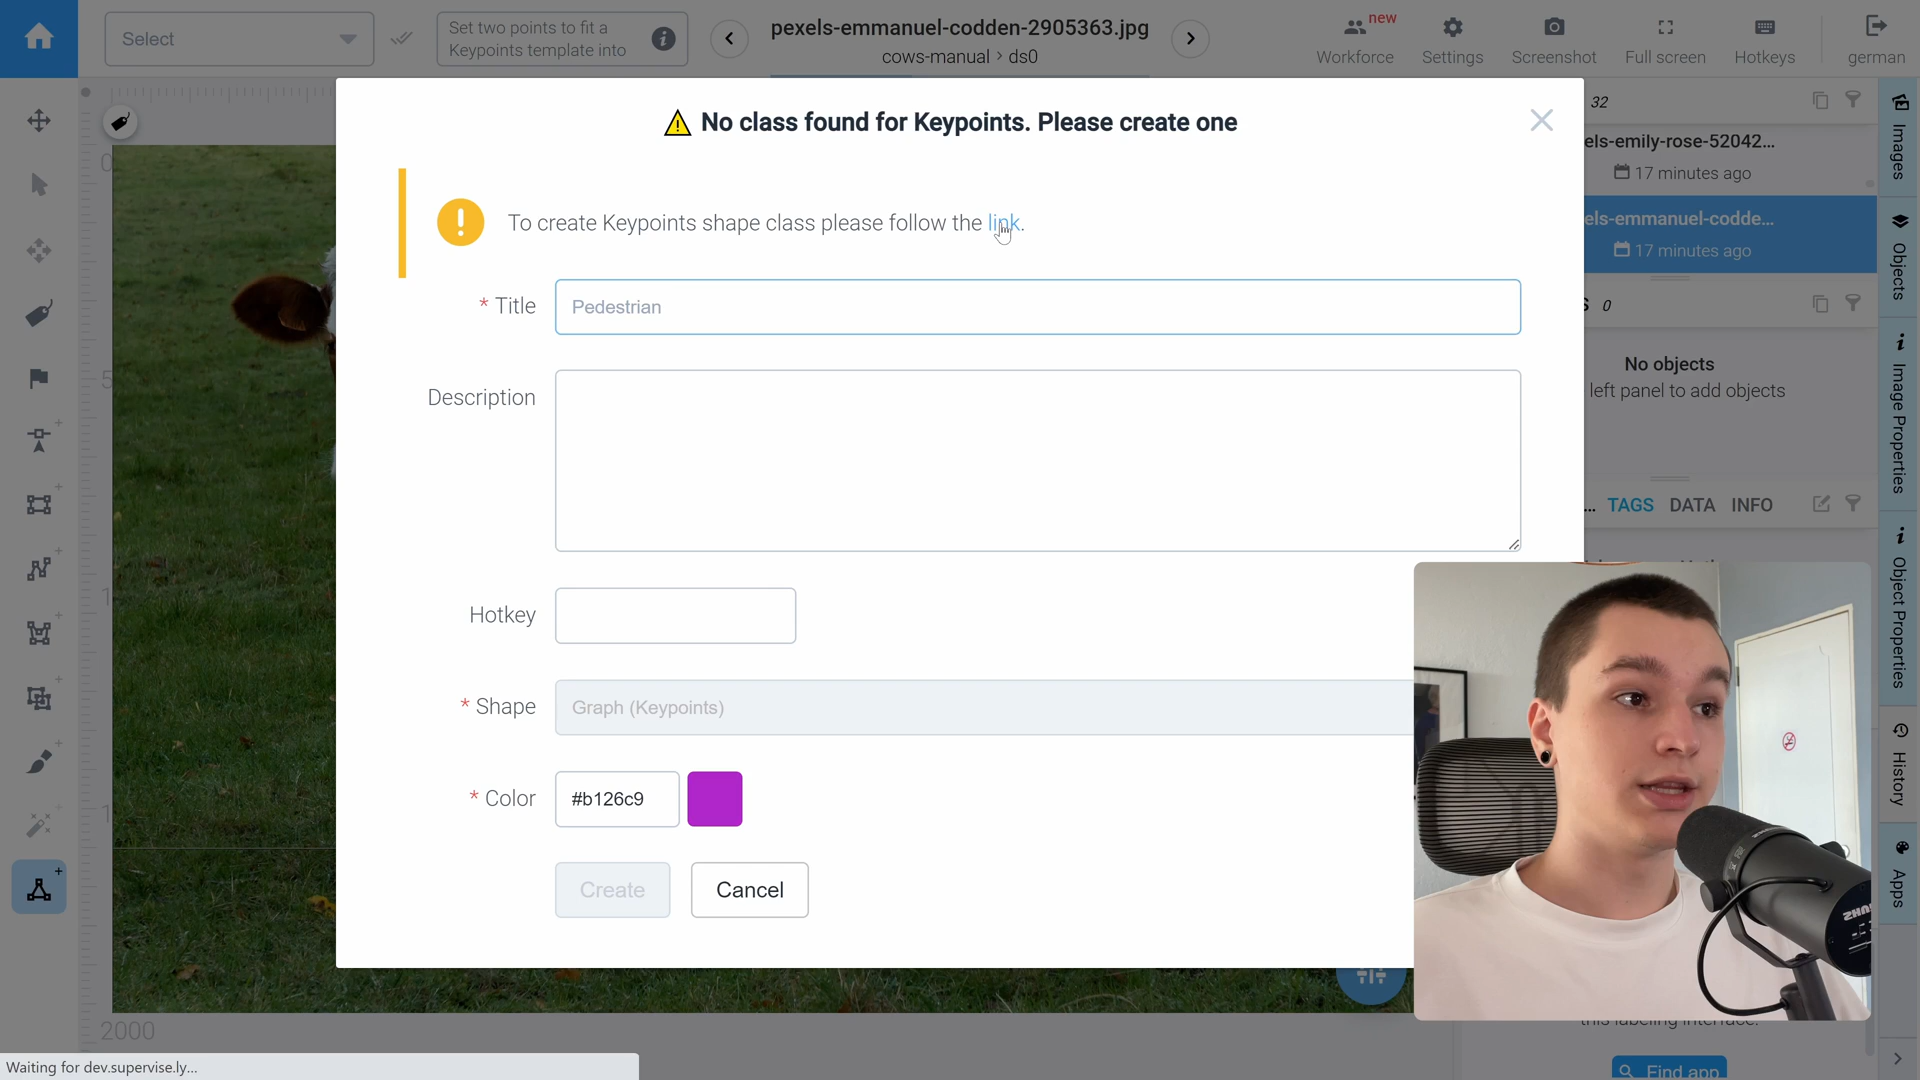 Select
Set two points to fit a
Keypoints template into
pexels-emmanuel-codden-2905363.jpg
cows-manual › ds0
new
Workforce
Settings
Screenshot
Full screen
Hotkeys
german
No class found for Keypoints. Please create one
To create Keypoints shape class please follow the link.
* Title
Pedestrian
Description
Hotkey
* Shape
Graph (Keypoints)
* Color
#b126c9
Create
Cancel
32
els-emily-rose-52042...
17 minutes ago
els-emmanuel-codde...
17 minutes ago
0
No objects
left panel to add objects
... TAGS DATA INFO
this labeling interface.
Find app
Images
Objects
Image Properties
Object Properties
History
Apps
2000
Waiting for dev.supervise.ly...